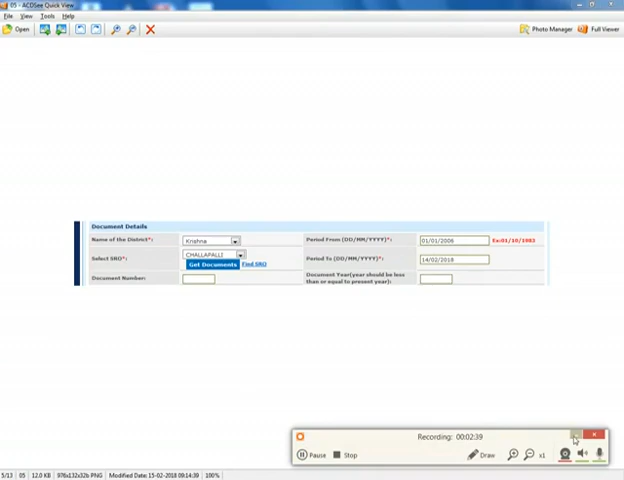 05 - ACDSee Quick View
File View Tools Help
Open Photo Manager Full Viewer
Document Details
Name of the District*: Krishna Period From (DD/MM/YYYY)*: 01/01/2006 Ex:01/10/1983
Select SRO*: CHALLAPALLI Period To (DD/MM/YYYY)*: 14/02/2018
Get Documents Find SRO
Document Number: Document Year(year should be less than or equal to present year):
Recording: 00:02:39
Pause Stop Draw x1
5/13 05 12.0 KB 976x132x32b PNG Modified Date: 15-02-2018 09:14:39 100%